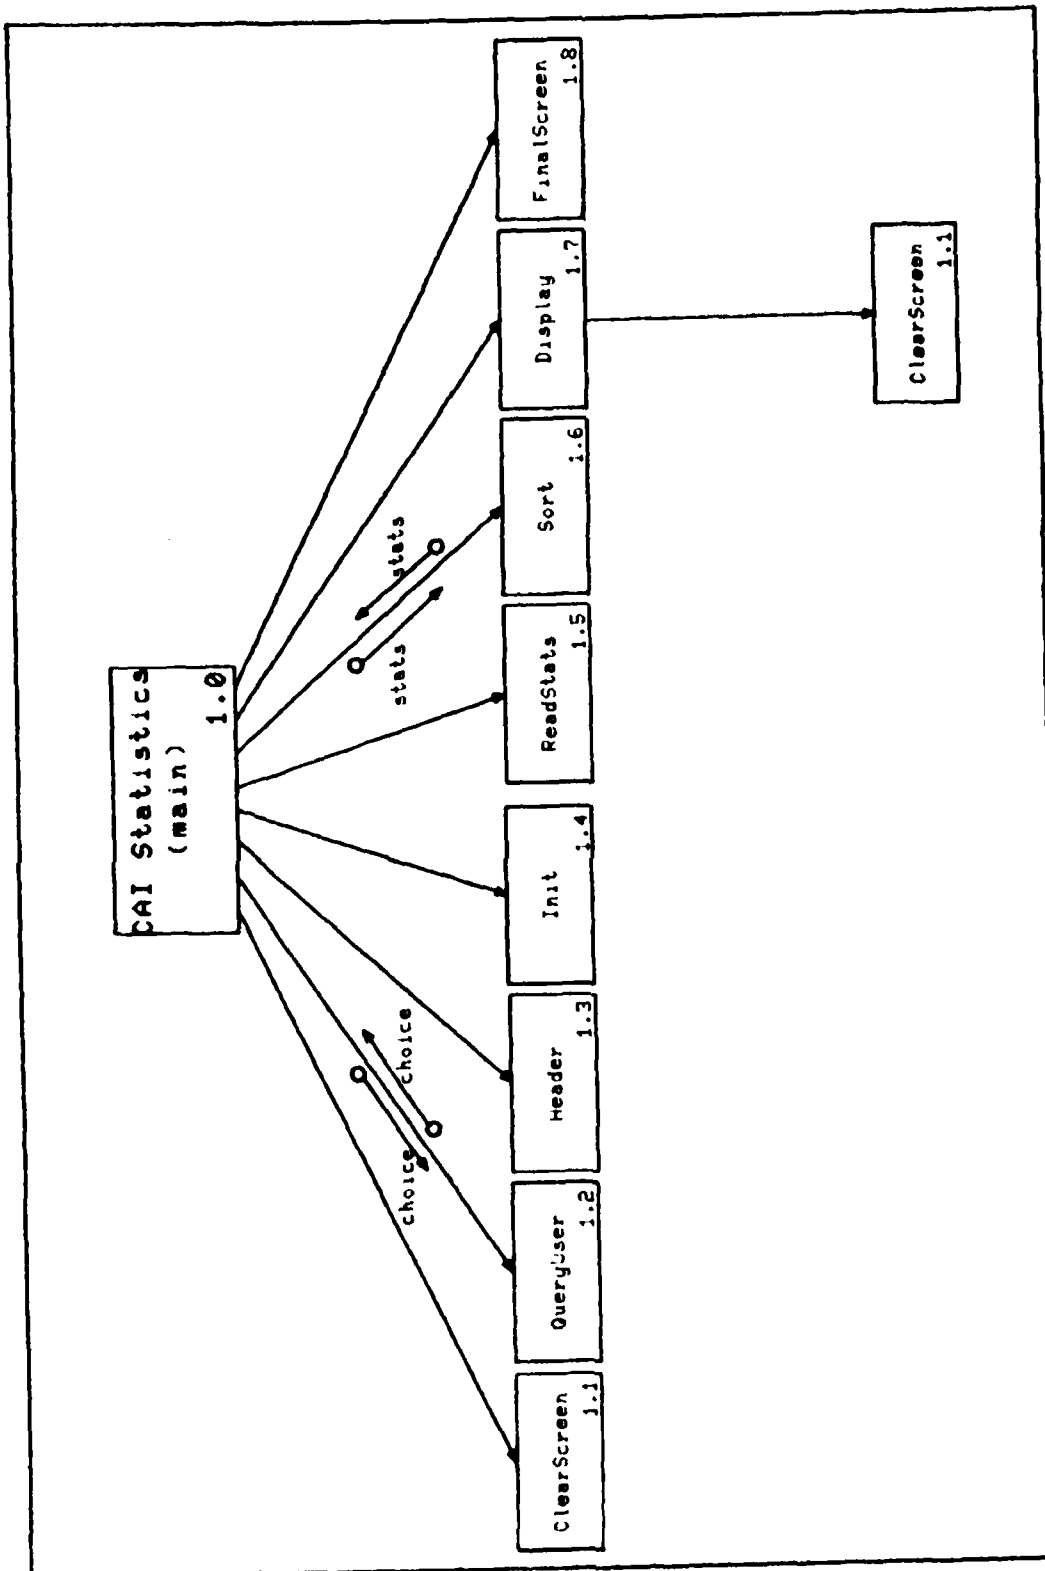 CAI Statistics
(main)
1.0
choice
choice
stats
stats
ClearScreen
1.1
QueryUser
1.2
Header
1.3
Init
1.4
ReadStats
1.5
Sort
1.6
Display
1.7
FinalScreen
1.8
ClearScreen
1.1